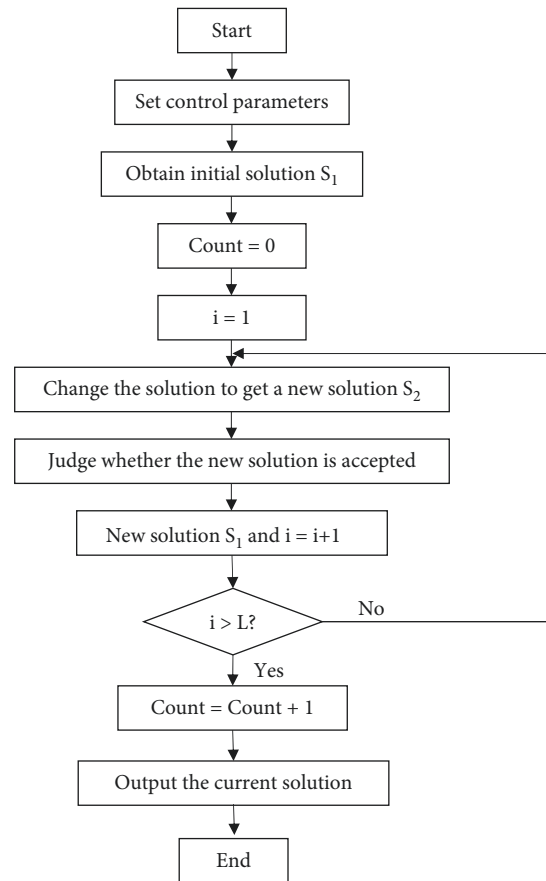 Start
Set control parameters
Obtain initial solution S₁
Count = 0
i = 1
Change the solution to get a new solution S₂
Judge whether the new solution is accepted
New solution S₁ and i = i+1
i > L?
No
Yes
Count = Count + 1
Output the current solution
End